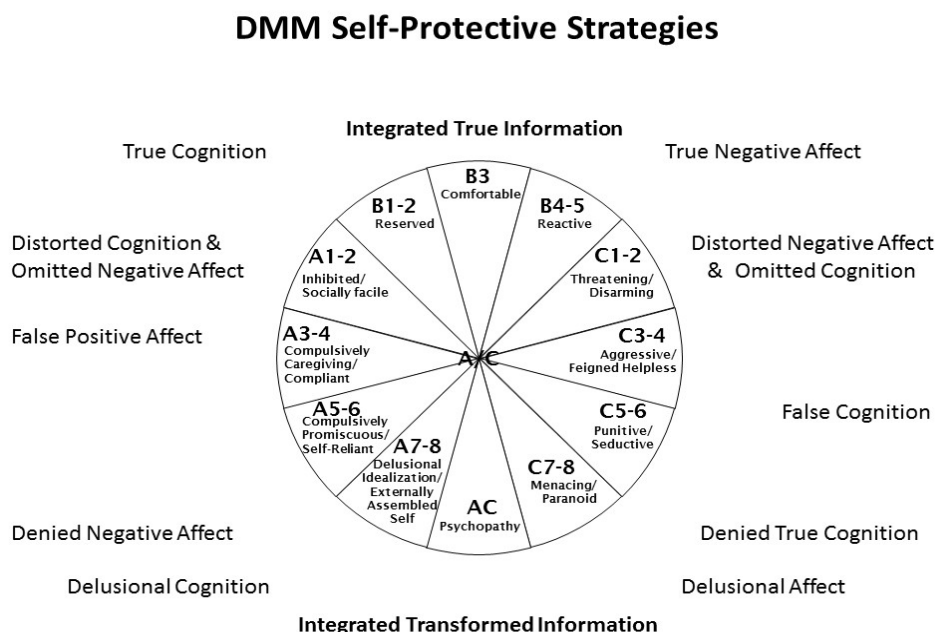 DMM Self-Protective Strategies
Integrated True Information
True Cognition
True Negative Affect
B3
Comfortable
B1-2
Reserved
B4-5
Reactive
Distorted Cognition &
Omitted Negative Affect
A1-2
Inhibited/
Socially facile
C1-2
Threatening/
Disarming
Distorted Negative Affect
& Omitted Cognition
False Positive Affect
A3-4
Compulsively
Caregiving/
Compliant
A/C
C3-4
Aggressive/
Feigned Helpless
A5-6
Compulsively
Promiscuous/
Self-Reliant
C5-6
Punitive/
Seductive
False Cognition
A7-8
Delusional
Idealization/
Externally
Assembled
Self
C7-8
Menacing/
Paranoid
AC
Psychopathy
Denied Negative Affect
Denied True Cognition
Delusional Cognition
Delusional Affect
Integrated Transformed Information